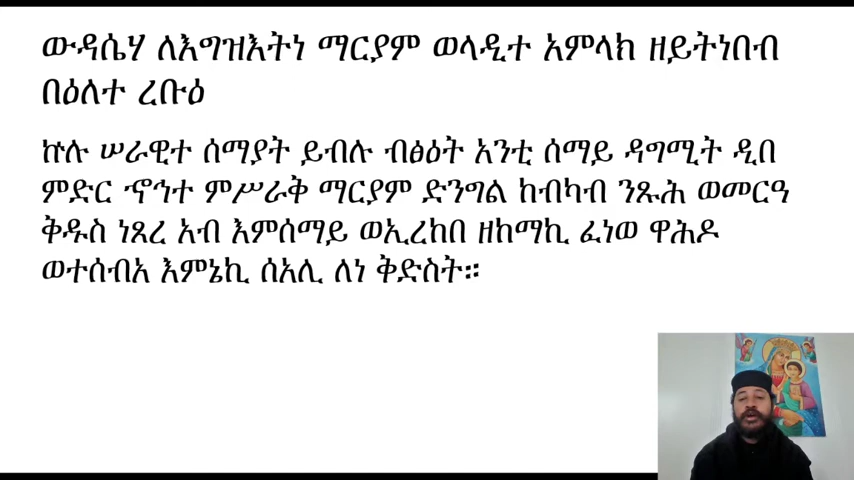 ውዳሴሃ ለእግዝእትነ ማርያም ወላዲተ አምላክ ዘይትነበብ
በዕለተ ረቡዕ
ኵሉ ሠራዊተ ሰማያት ይብሉ ብፅዕት አንቲ ሰማይ ዳግሚት ዲበ
ምድር ኆኅተ ምሥራቅ ማርያም ድንግል ከብካብ ንጹሕ ወመርዓ
ቅዱስ ነጸረ አብ እምሰማይ ወኢረከበ ዘከማኪ ፈነወ ዋሕዶ
ወተሰብአ እምኔኪ ሰአሊ ለነ ቅድስት።